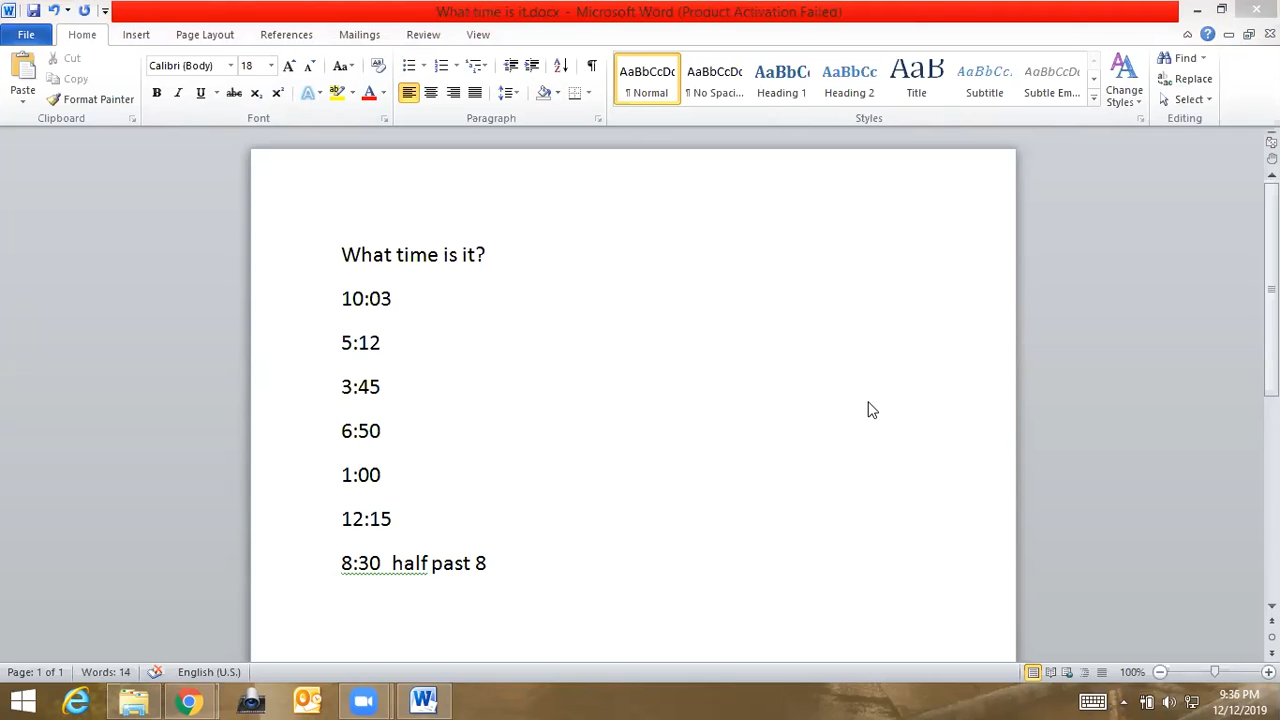 What time is it.docx - Microsoft Word (Product Activation Failed)
File Home Insert Page Layout References Mailings Review View
Paste
Cut
Copy
Format Painter
Clipboard
Calibri (Body) 18
Font
Paragraph
AaBbCcDc AaBbCcDc AaBbCc AaBbCc AaB AaBbCc. AaBbCcDc
¶ Normal ¶ No Spaci... Heading 1 Heading 2 Title Subtitle Subtle Em...
Change Styles
Styles
Find
Replace
Select
Editing
What time is it?
10:03
5:12
3:45
6:50
1:00
12:15
8:30 half past 8
Page: 1 of 1 Words: 14 English (U.S.) 100%
9:36 PM
12/12/2019